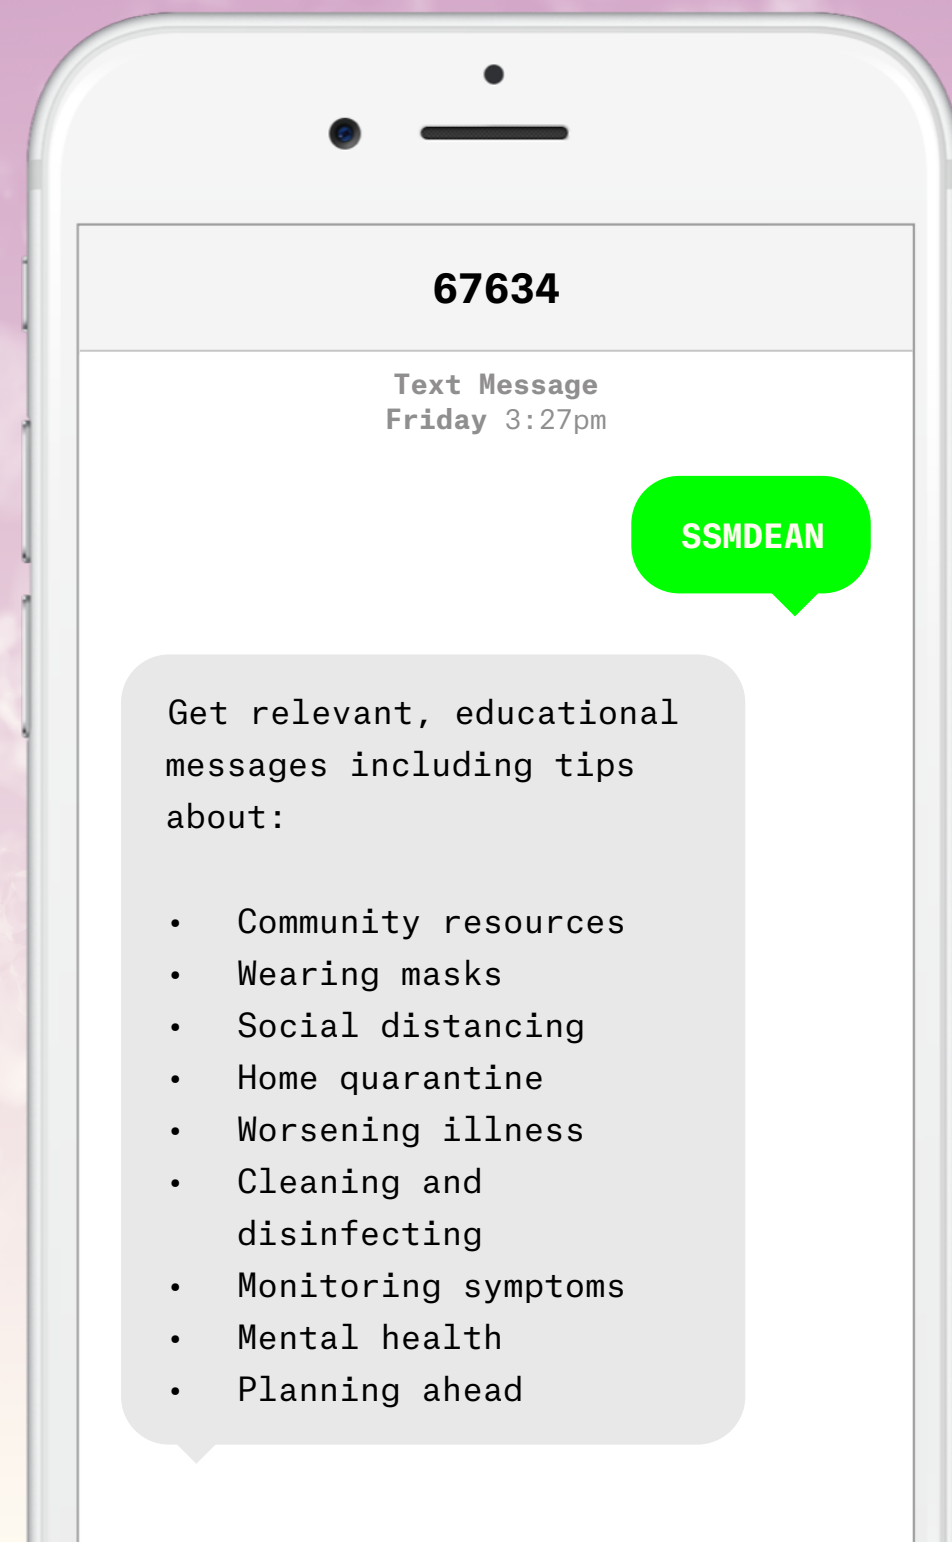 67634
Text Message
Friday 3:27pm
SSMDEAN
Get relevant, educational
messages including tips
about:
• Community resources
• Wearing masks
• Social distancing
• Home quarantine
• Worsening illness
• Cleaning and
disinfecting
• Monitoring symptoms
• Mental health
• Planning ahead